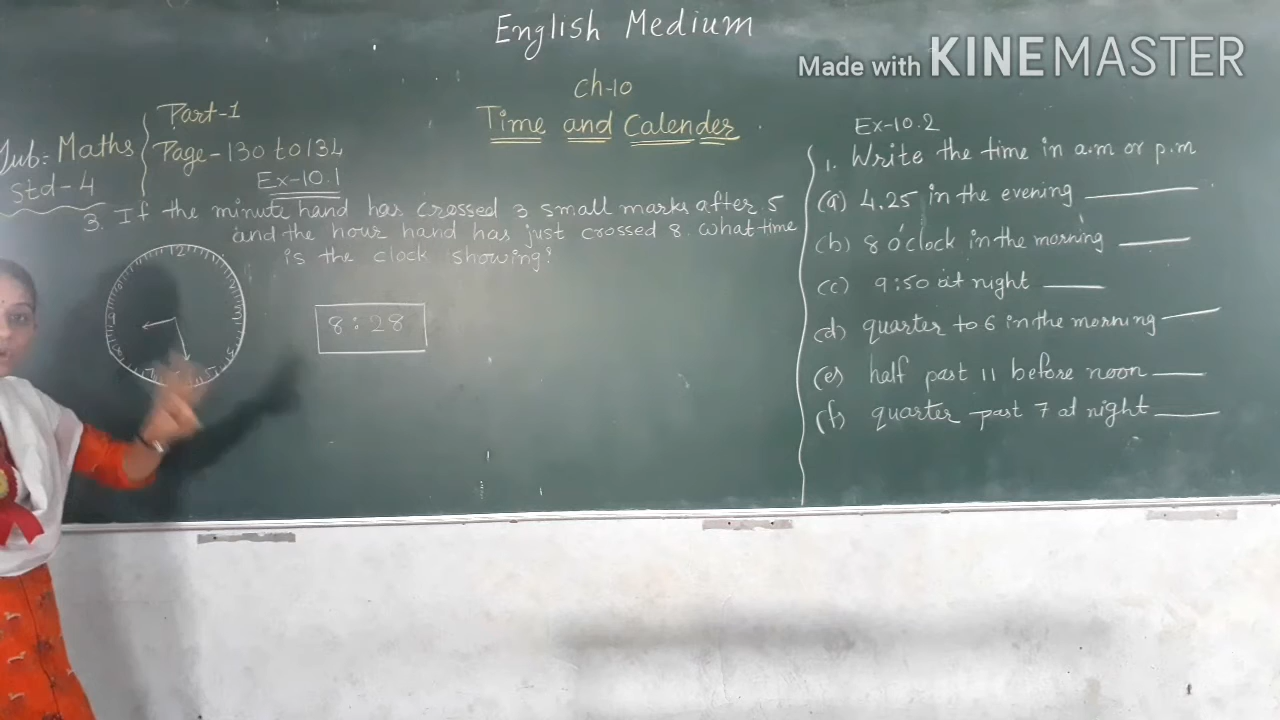 English Medium
Made with KINEMASTER
Ch-10
Time and Calender
Part-1
Sub: Maths
Page-130 to 134
Std-4
Ex-10.1
3. If the minute hand has crossed 3 small marks after 5
and the hour hand has just crossed 8. What time
is the clock showing?
12
8:28
Ex-10.2
1. Write the time in a.m or p.m
(a) 4.25 in the evening
(b) 8 o'clock in the morning
(c) 9:50 at night
(d) quarter to 6 in the morning
(e) half past 11 before noon
(f) quarter past 7 at night